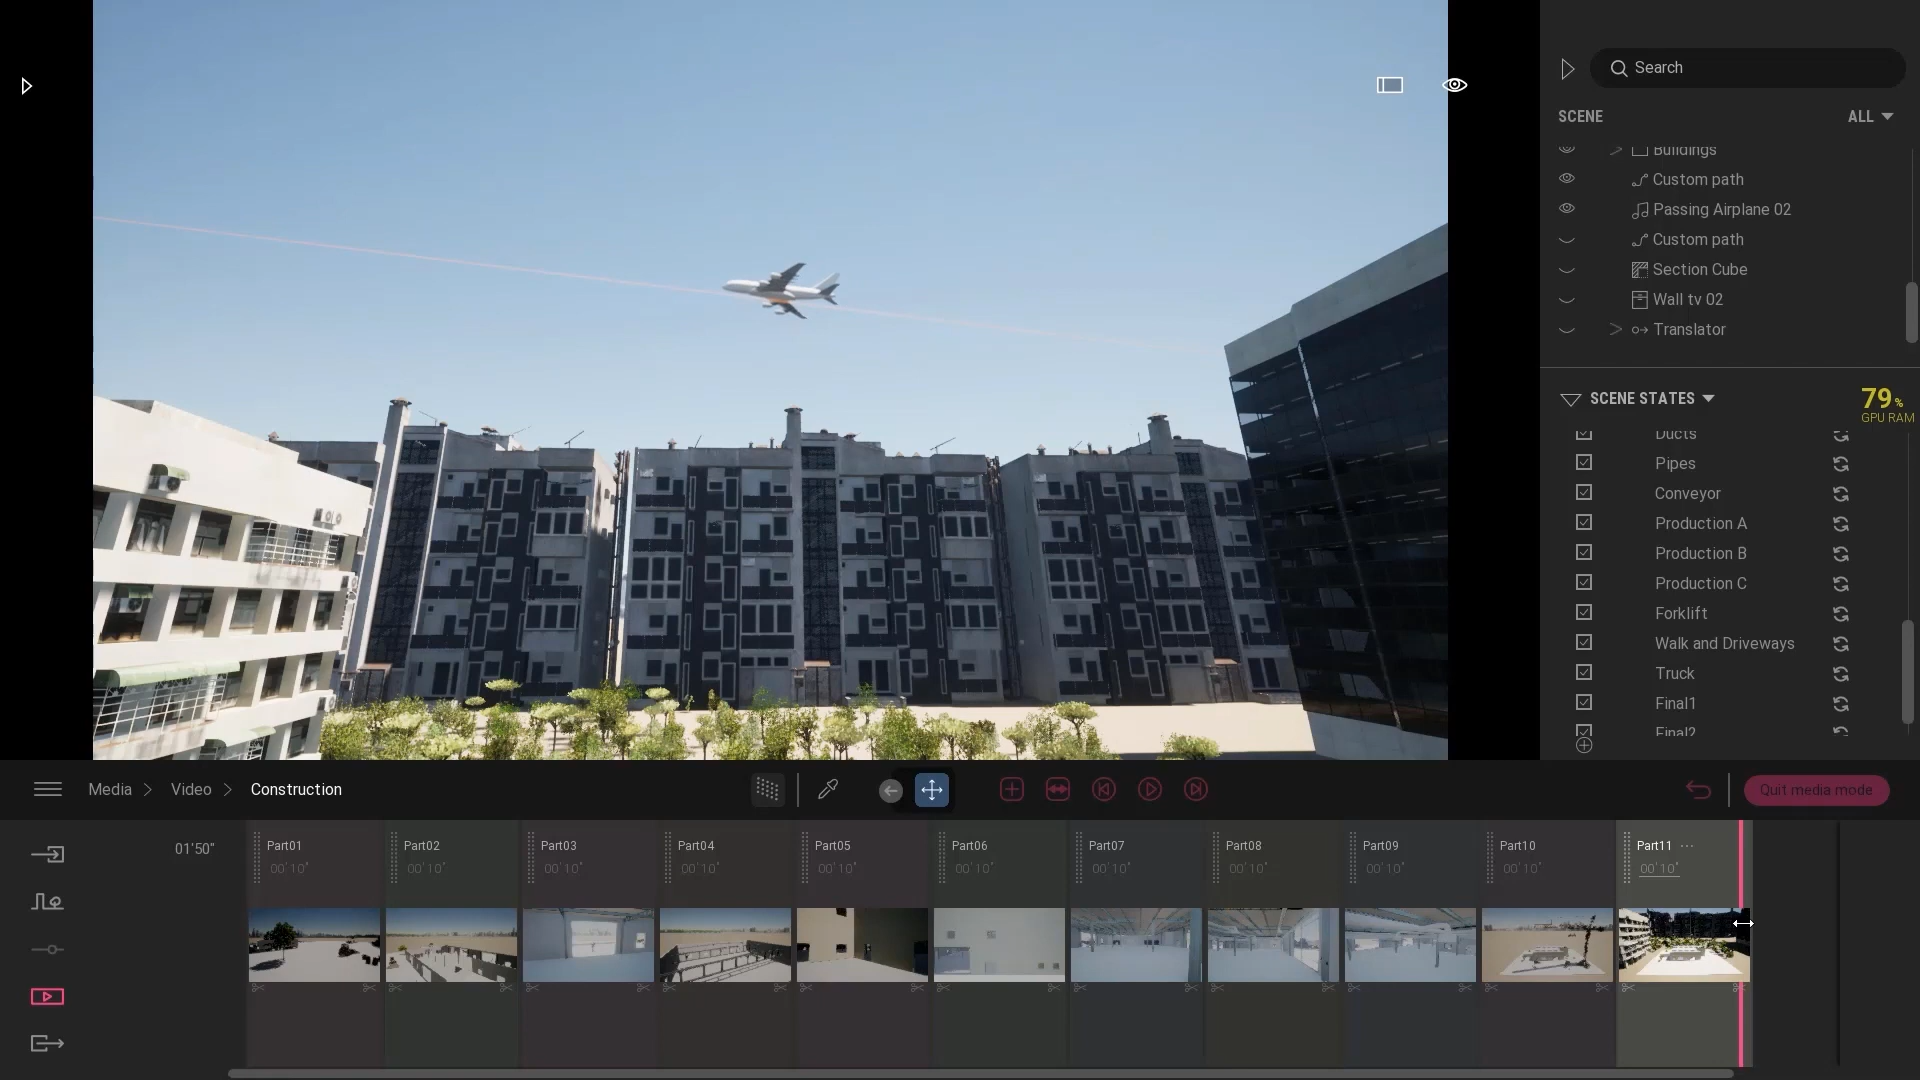 Search
SCENE
ALL
Buildings
Custom path
Passing Airplane 02
Custom path
Section Cube
Wall tv 02
Translator
SCENE STATES
79%
GPU RAM
Ducts
Pipes
Conveyor
Production A
Production B
Production C
Forklift
Walk and Driveways
Truck
Final1
Final2
Media > Video > Construction
Quit media mode
01'50"
Part01 Part02 Part03 Part04 Part05 Part06 Part07 Part08 Part09 Part10 Part11 ...
00'10" 00'10" 00'10" 00'10" 00'10" 00'10" 00'10" 00'10" 00'10" 00'10" 00'10"